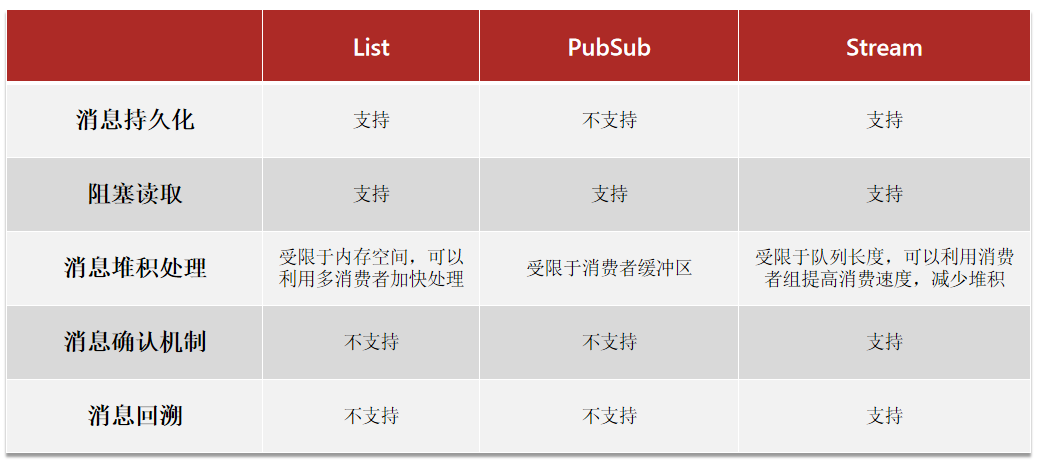 List PubSub Stream
消息持久化 支持 不支持 支持
阻塞读取 支持 支持 支持
消息堆积处理 受限于内存空间，可以 利用多消费者加快处理 受限于消费者缓冲区 受限于队列长度，可以利用消费 者组提高消费速度，减少堆积
消息确认机制 不支持 不支持 支持
消息回溯 不支持 不支持 支持